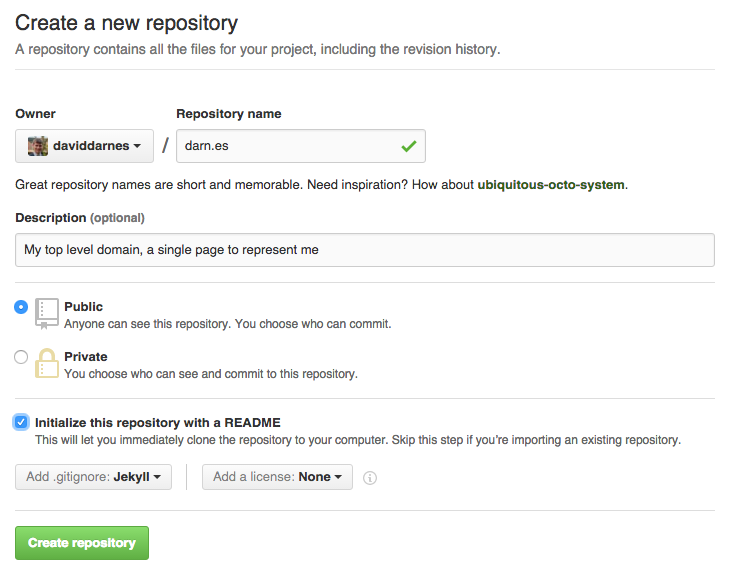 Create a new repository
A repository contains all the files for your project, including the revision history.
Owner Repository name
daviddarnes / darn.es
Great repository names are short and memorable. Need inspiration? How about ubiquitous-octo-system.
Description (optional)
My top level domain, a single page to represent me
Public
Anyone can see this repository. You choose who can commit.
Private
You choose who can see and commit to this repository.
Initialize this repository with a README
This will let you immediately clone the repository to your computer. Skip this step if you're importing an existing repository.
Add .gitignore: Jekyll Add a license: None
Create repository